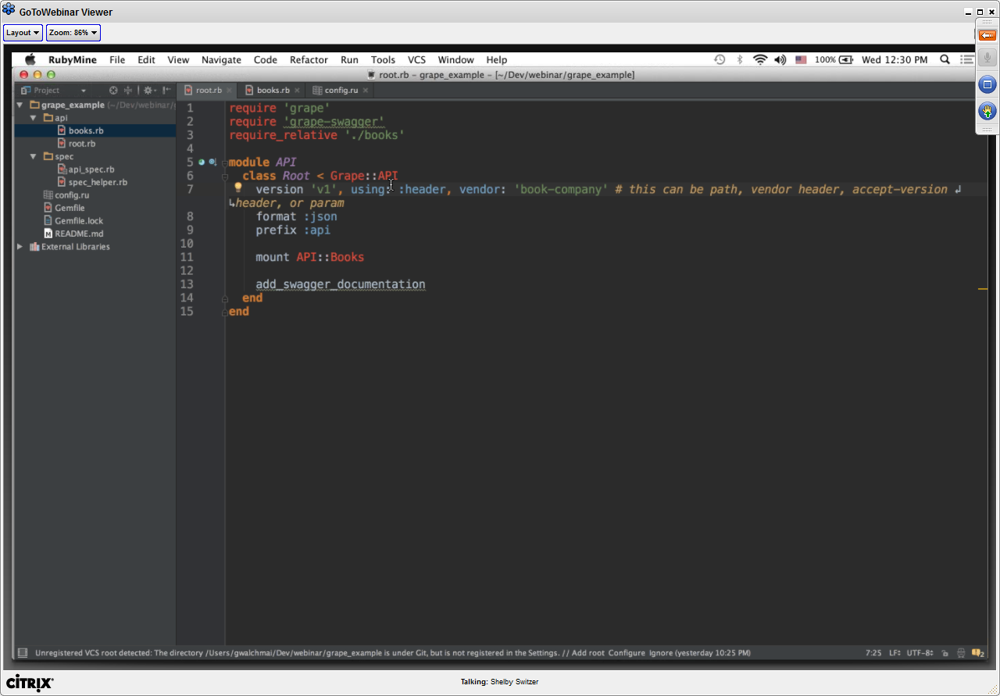 GoToWebinar Viewer
Layout
Zoom: 86%
RubyMine File Edit View Navigate Code Refactor Run Tools VCS Window Help 100% Wed 12:30 PM
root.rb – grape_example – [~/Dev/webinar/grape_example]
Project
root.rb
books.rb
config.ru
grape_example (~/Dev/webinar/
api
books.rb
root.rb
spec
api_spec.rb
spec_helper.rb
config.ru
Gemfile
Gemfile.lock
README.md
External Libraries
1 require 'grape'
2 require 'grape-swagger'
3 require_relative './books'
4
5 module API
6 class Root < Grape::API
7 version 'v1', using: :header, vendor: 'book-company' # this can be path, vendor header, accept-version
header, or param
8 format :json
9 prefix :api
10
11 mount API::Books
12
13 add_swagger_documentation
14 end
15 end
Unregistered VCS root detected: The directory /Users/gwalchmai/Dev/webinar/grape_example is under Git, but is not registered in the Settings. // Add root Configure Ignore (yesterday 10:25 PM)
7:25 LF: UTF-8: 2
CITRIX
Talking: Shelby Switzer